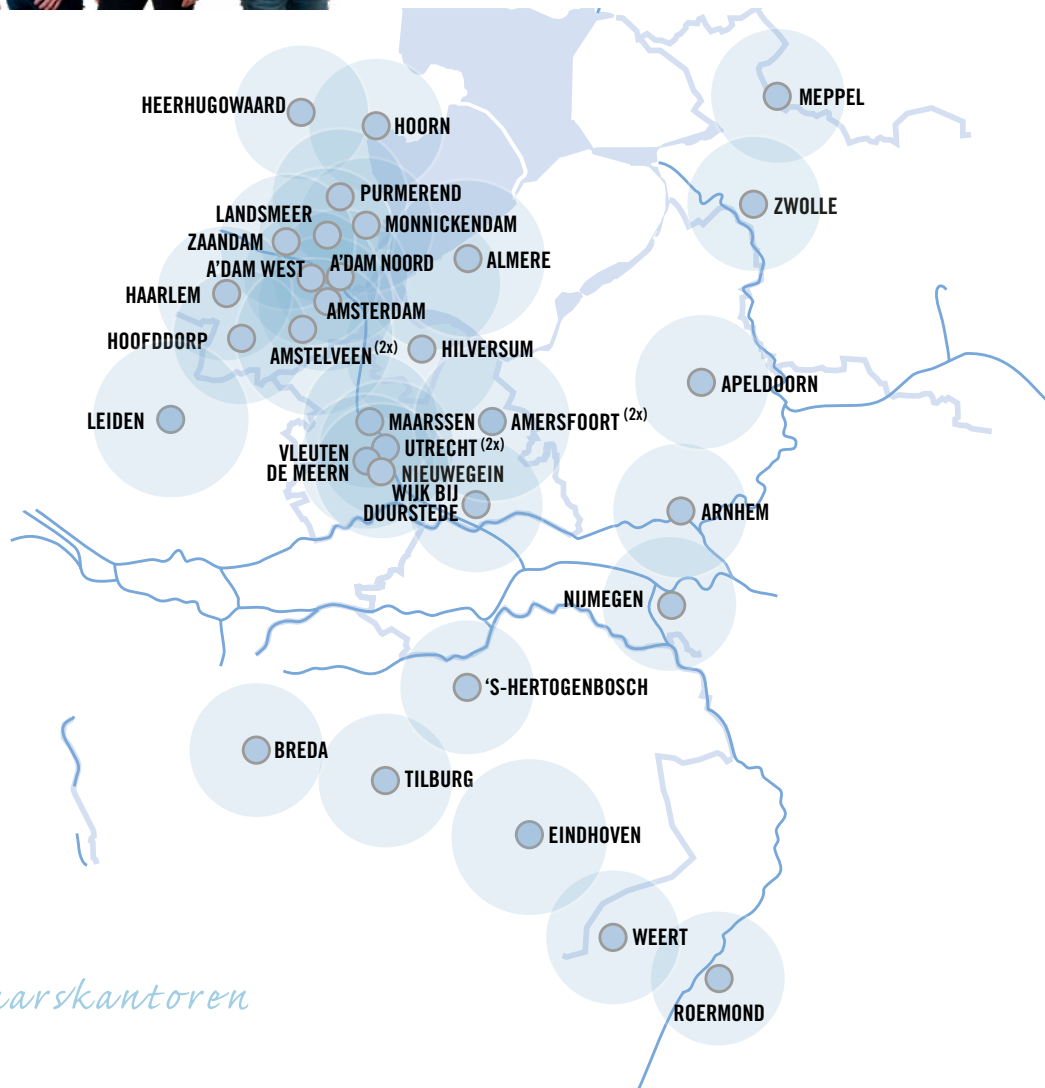 MEPPEL
HEERHUGOWAARD
HOORN
PURMEREND
ZWOLLE
LANDSMEER
MONNICKENDAM
ZAANDAM
A'DAM WEST
A'DAM NOORD
ALMERE
HAARLEM
AMSTERDAM
HOOFDDORP
AMSTELVEEN (2x)
HILVERSUM
APELDOORN
LEIDEN
MAARSSEN
AMERSFOORT (2x)
UTRECHT (2x)
VLEUTEN
DE MEERN
NIEUWEGEIN
WIJK BIJ
DUURSTEDE
ARNHEM
NIJMEGEN
'S-HERTOGENBOSCH
BREDA
TILBURG
EINDHOVEN
WEERT
ROERMOND
aarskantoren